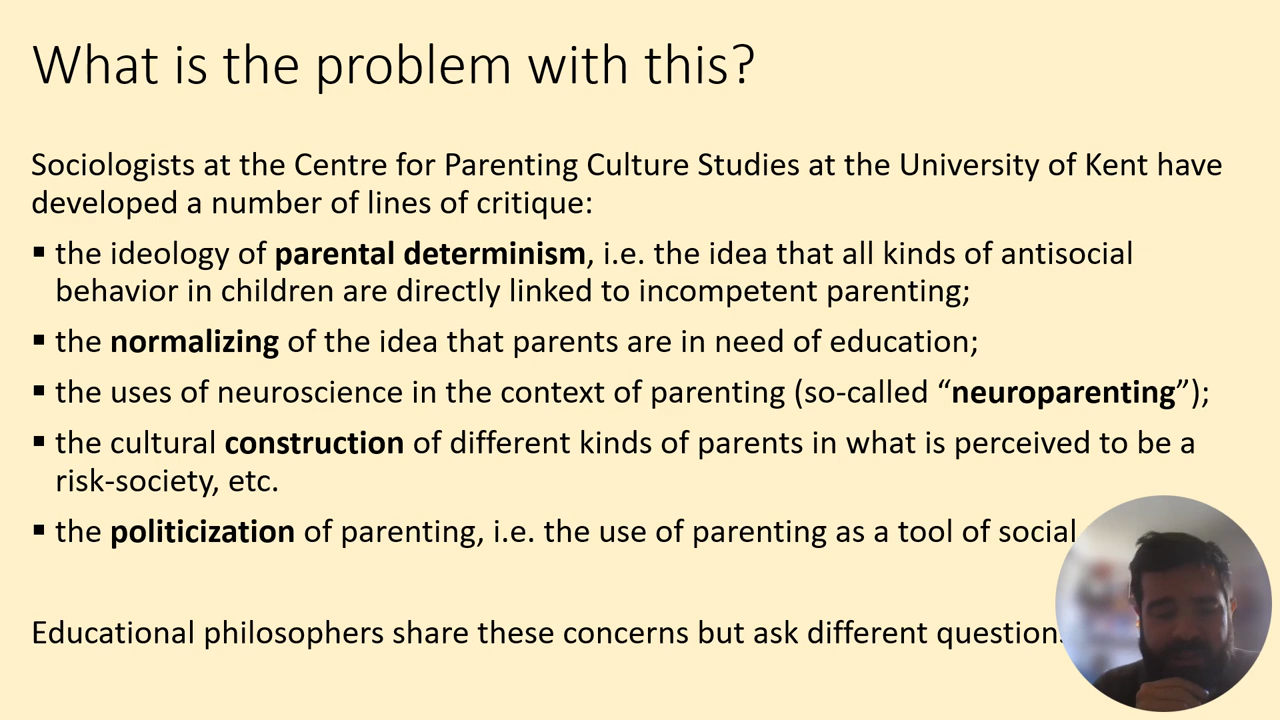 What is the problem with this?
Sociologists at the Centre for Parenting Culture Studies at the University of Kent have
developed a number of lines of critique:
▪ the ideology of parental determinism, i.e. the idea that all kinds of antisocial
behavior in children are directly linked to incompetent parenting;
▪ the normalizing of the idea that parents are in need of education;
▪ the uses of neuroscience in the context of parenting (so-called “neuroparenting”);
▪ the cultural construction of different kinds of parents in what is perceived to be a
risk-society, etc.
▪ the politicization of parenting, i.e. the use of parenting as a tool of social
Educational philosophers share these concerns but ask different questions